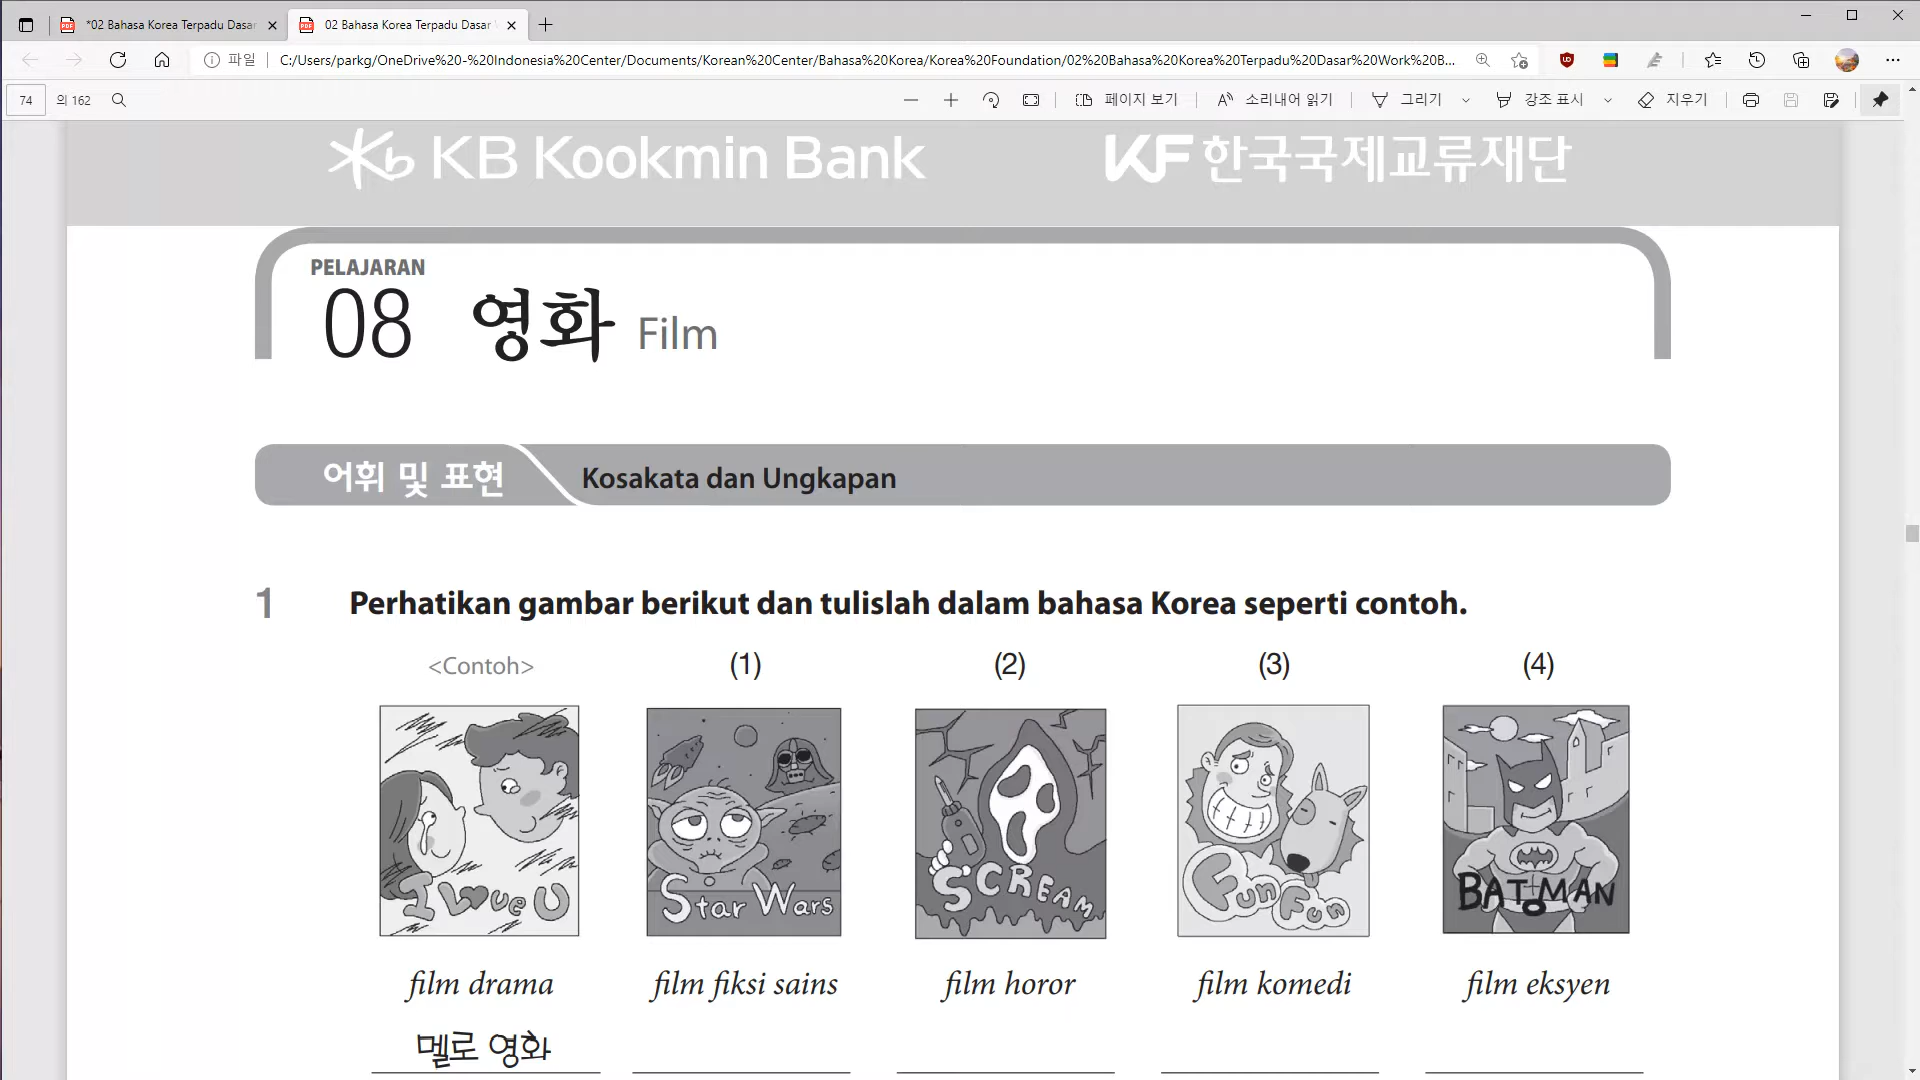 *02 Bahasa Korea Terpadu Dasar
02 Bahasa Korea Terpadu Dasar
파일
C:/Users/parkg/OneDrive%20-%20Indonesia%20Center/Documents/Korean%20Center/Bahasa%20Korea/Korea%20Foundation/02%20Bahasa%20Korea%20Terpadu%20Dasar%20Work%20B...
74 의 162
페이지 보기
소리내어 읽기
그리기
강조 표시
지우기
KB Kookmin Bank
KF 한국국제교류재단
PELAJARAN
08 영화 Film
어휘 및 표현 Kosakata dan Ungkapan
1 Perhatikan gambar berikut dan tulislah dalam bahasa Korea seperti contoh.
<Contoh> (1) (2) (3) (4)
I Love U
Star Wars
SCREAM
Fun Fun
BATMAN
film drama film fiksi sains film horor film komedi film eksyen
멜로 영화